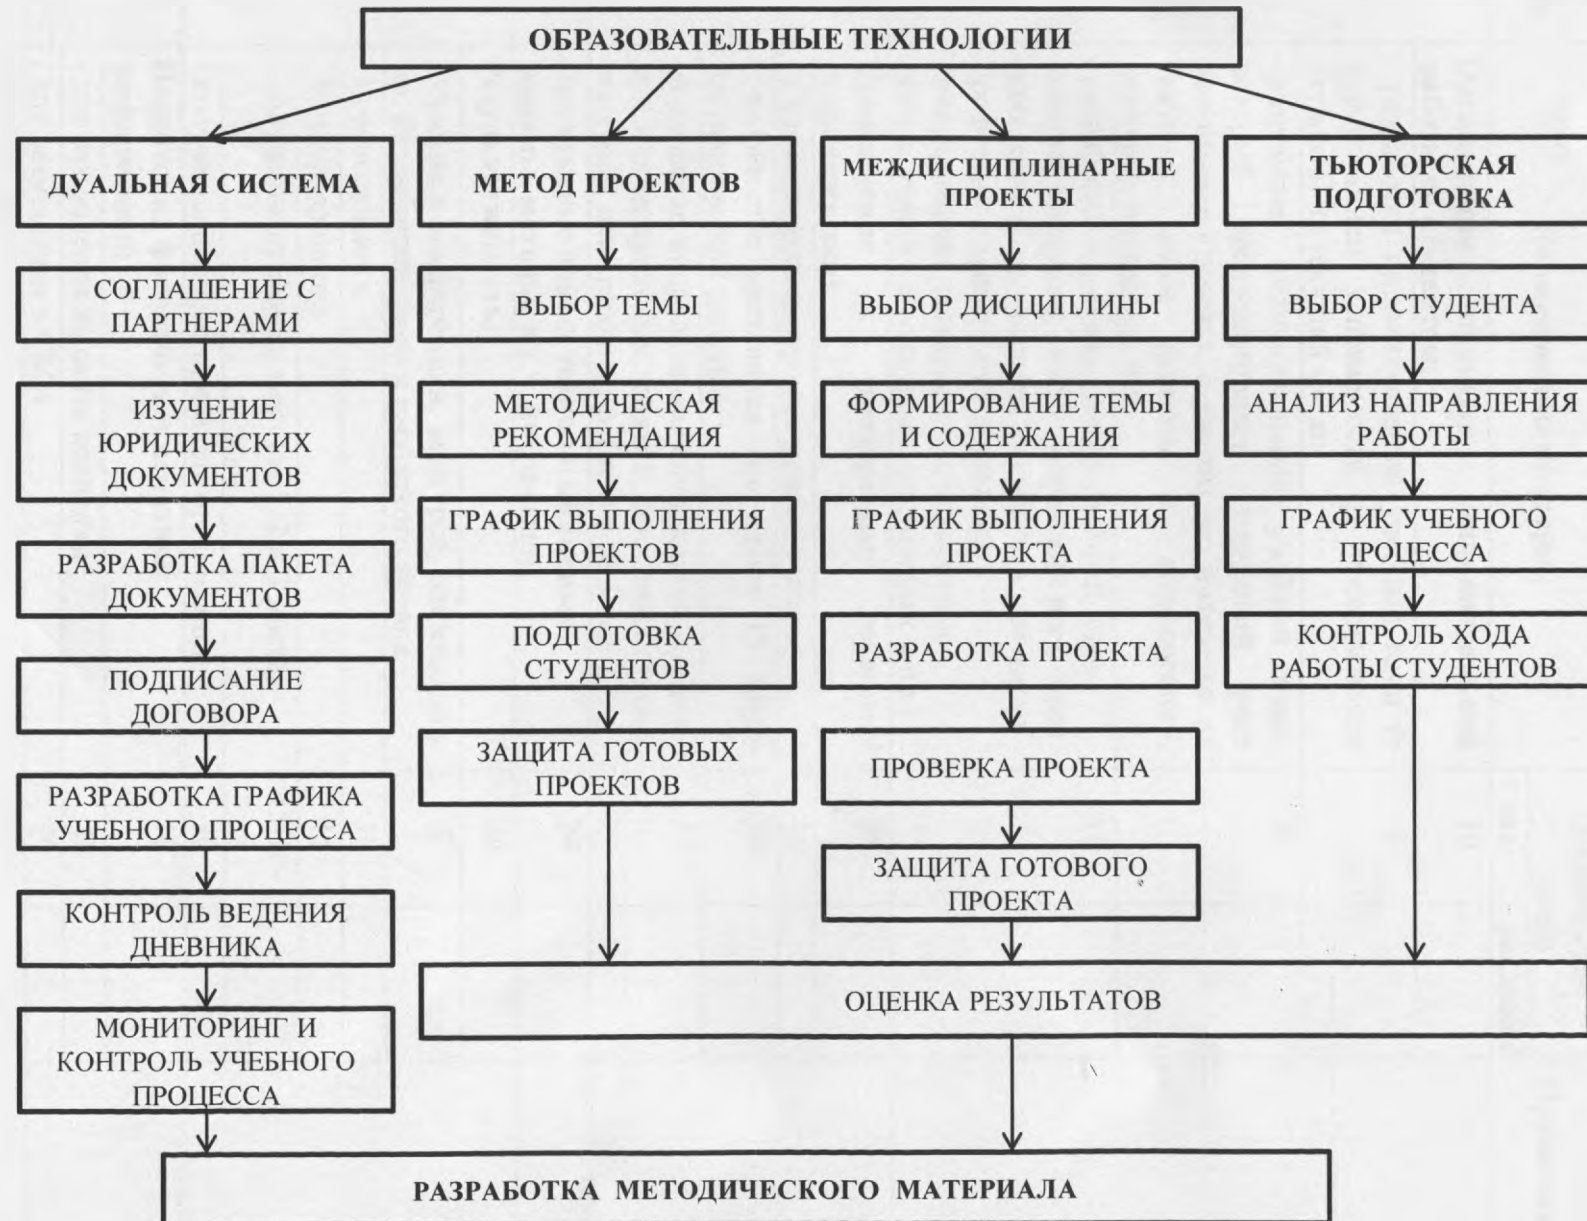 ОБРАЗОВАТЕЛЬНЫЕ ТЕХНОЛОГИИ
ДУАЛЬНАЯ СИСТЕМА
СОГЛАШЕНИЕ С
ПАРТНЕРАМИ
ИЗУЧЕНИЕ
ЮРИДИЧЕСКИХ
ДОКУМЕНТОВ
РАЗРАБОТКА ПАКЕТА
ДОКУМЕНТОВ
ПОДПИСАНИЕ
ДОГОВОРА
РАЗРАБОТКА ГРАФИКА
УЧЕБНОГО ПРОЦЕССА
КОНТРОЛЬ ВЕДЕНИЯ
ДНЕВНИКА
МОНИТОРИНГ И
КОНТРОЛЬ УЧЕБНОГО
ПРОЦЕССА
МЕТОД ПРОЕКТОВ
ВЫБОР ТЕМЫ
МЕТОДИЧЕСКАЯ
РЕКОМЕНДАЦИЯ
ГРАФИК ВЫПОЛНЕНИЯ
ПРОЕКТОВ
ПОДГОТОВКА
СТУДЕНТОВ
ЗАЩИТА ГОТОВЫХ
ПРОЕКТОВ
МЕЖДИСЦИПЛИНАРНЫЕ
ПРОЕКТЫ
ВЫБОР ДИСЦИПЛИНЫ
ФОРМИРОВАНИЕ ТЕМЫ
И СОДЕРЖАНИЯ
ГРАФИК ВЫПОЛНЕНИЯ
ПРОЕКТА
РАЗРАБОТКА ПРОЕКТА
ПРОВЕРКА ПРОЕКТА
ЗАЩИТА ГОТОВОГО
ПРОЕКТА
ТЬЮТОРСКАЯ
ПОДГОТОВКА
ВЫБОР СТУДЕНТА
АНАЛИЗ НАПРАВЛЕНИЯ
РАБОТЫ
ГРАФИК УЧЕБНОГО
ПРОЦЕССА
КОНТРОЛЬ ХОДА
РАБОТЫ СТУДЕНТОВ
ОЦЕНКА РЕЗУЛЬТАТОВ
РАЗРАБОТКА МЕТОДИЧЕСКОГО МАТЕРИАЛА